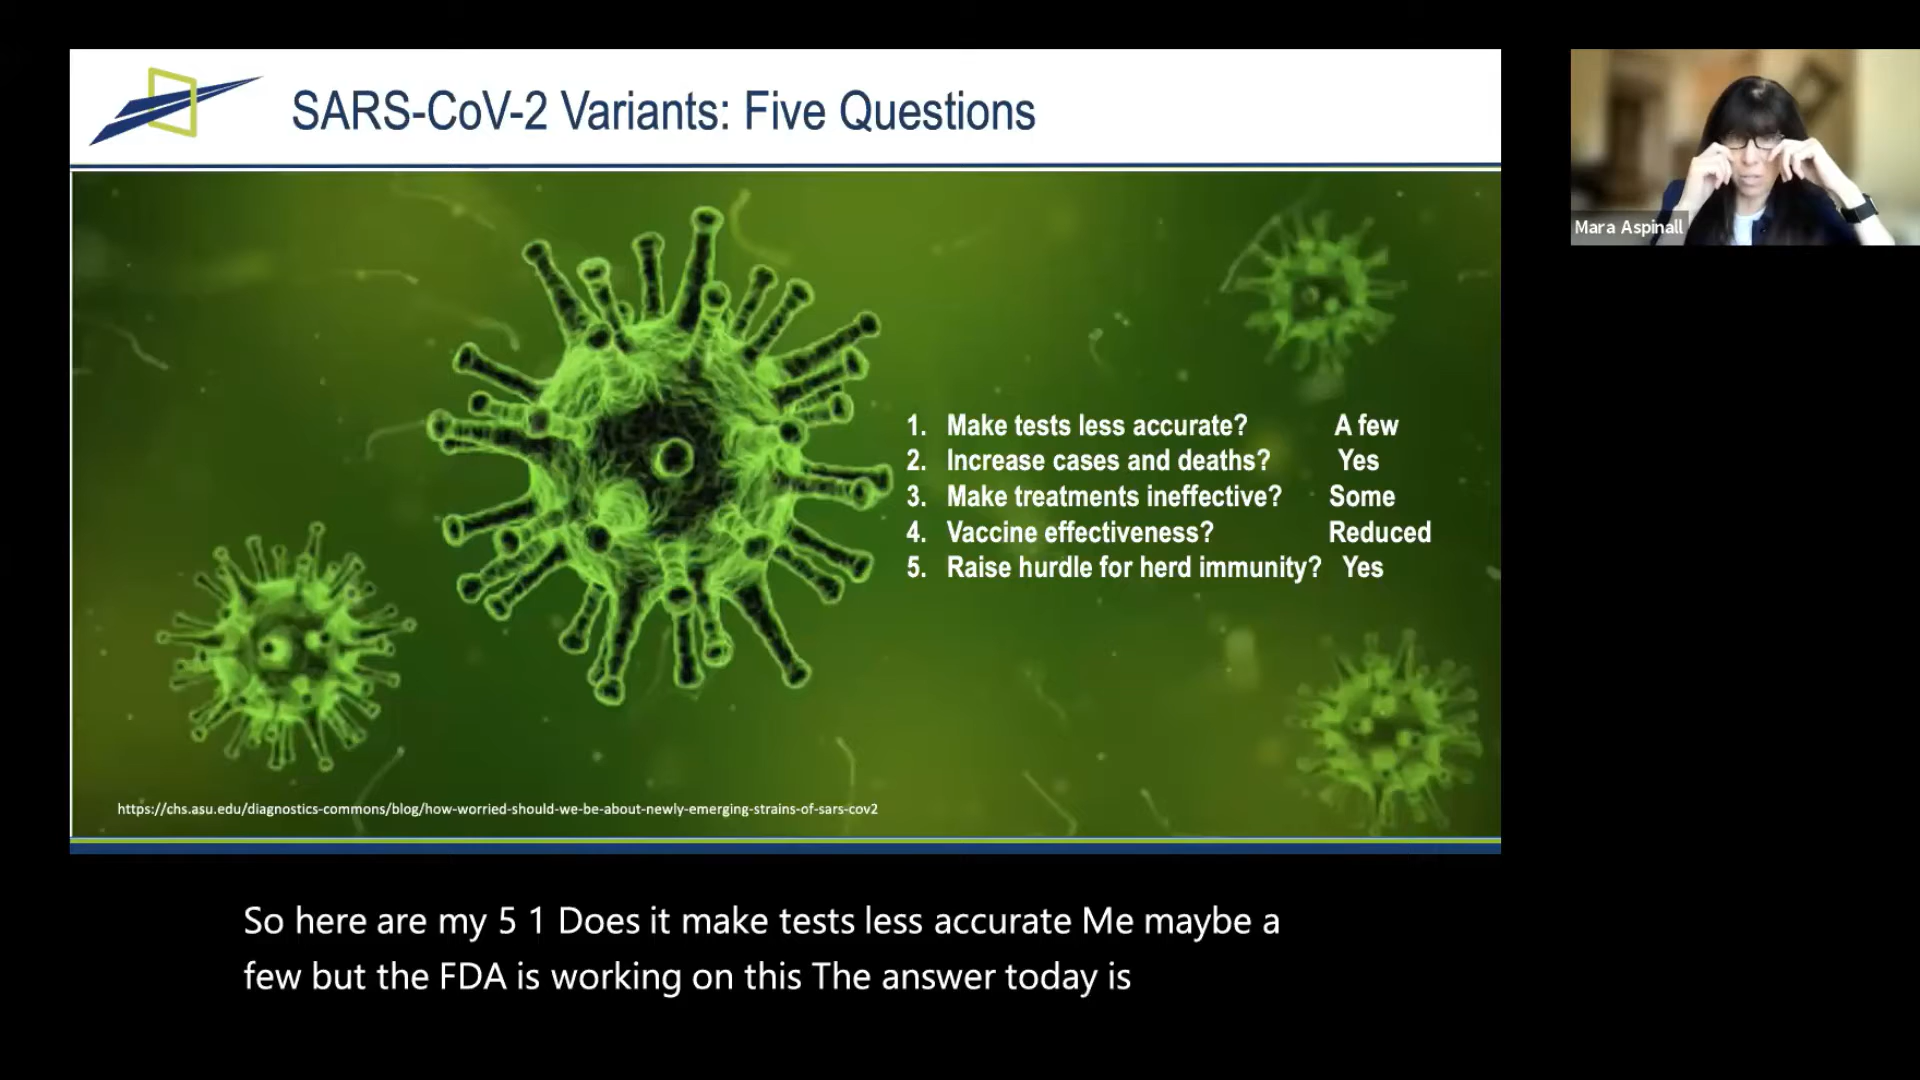 SARS-CoV-2 Variants: Five Questions
Mara Aspinall
1. Make tests less accurate? A few
2. Increase cases and deaths? Yes
3. Make treatments ineffective? Some
4. Vaccine effectiveness? Reduced
5. Raise hurdle for herd immunity? Yes
https://chs.asu.edu/diagnostics-commons/blog/how-worried-should-we-be-about-newly-emerging-strains-of-sars-cov2
So here are my 5 1 Does it make tests less accurate Me maybe a
few but the FDA is working on this The answer today is